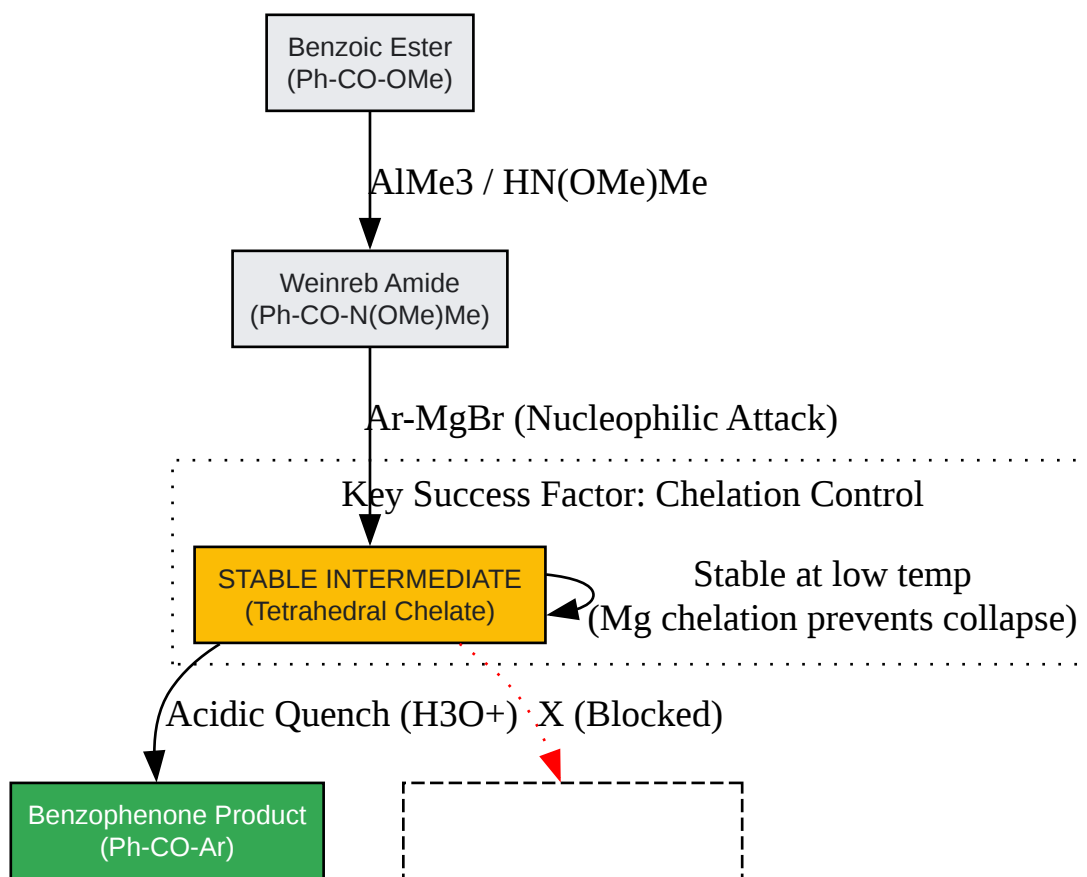 Benzoic Ester
(Ph-CO-OMe)
AlMe3 / HN(OMe)Me
Weinreb Amide
(Ph-CO-N(OMe)Me)
Ar-MgBr (Nucleophilic Attack)
Key Success Factor: Chelation Control
STABLE INTERMEDIATE
(Tetrahedral Chelate)
Stable at low temp
(Mg chelation prevents collapse)
Acidic Quench (H3O+)
X (Blocked)
Benzophenone Product
(Ph-CO-Ar)